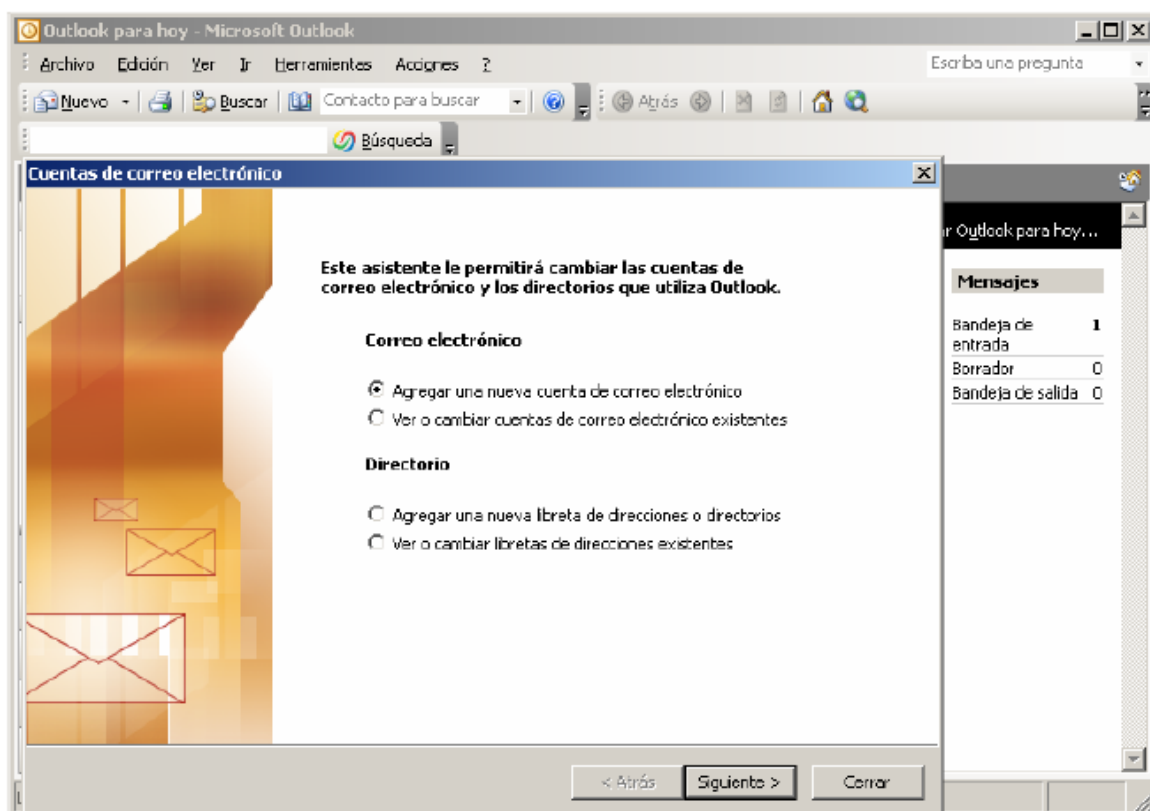 Outlook para hoy - Microsoft Outlook
Archivo Edición Ver Ir Herramientas Acciones ? Escriba una pregunta
Nuevo Buscar Contacto para buscar Atrás
Búsqueda
Cuentas de correo electrónico
r Outlook para hoy...
Este asistente le permitirá cambiar las cuentas de
correo electrónico y los directorios que utiliza Outlook.
Correo electrónico
Agregar una nueva cuenta de correo electrónico
Ver o cambiar cuentas de correo electrónico existentes
Directorio
Agregar una nueva libreta de direcciones o directorios
Ver o cambiar libretas de direcciones existentes
Mensajes
Bandeja de 1
entrada
Borrador 0
Bandeja de salida 0
< Atrás Siguiente > Cerrar